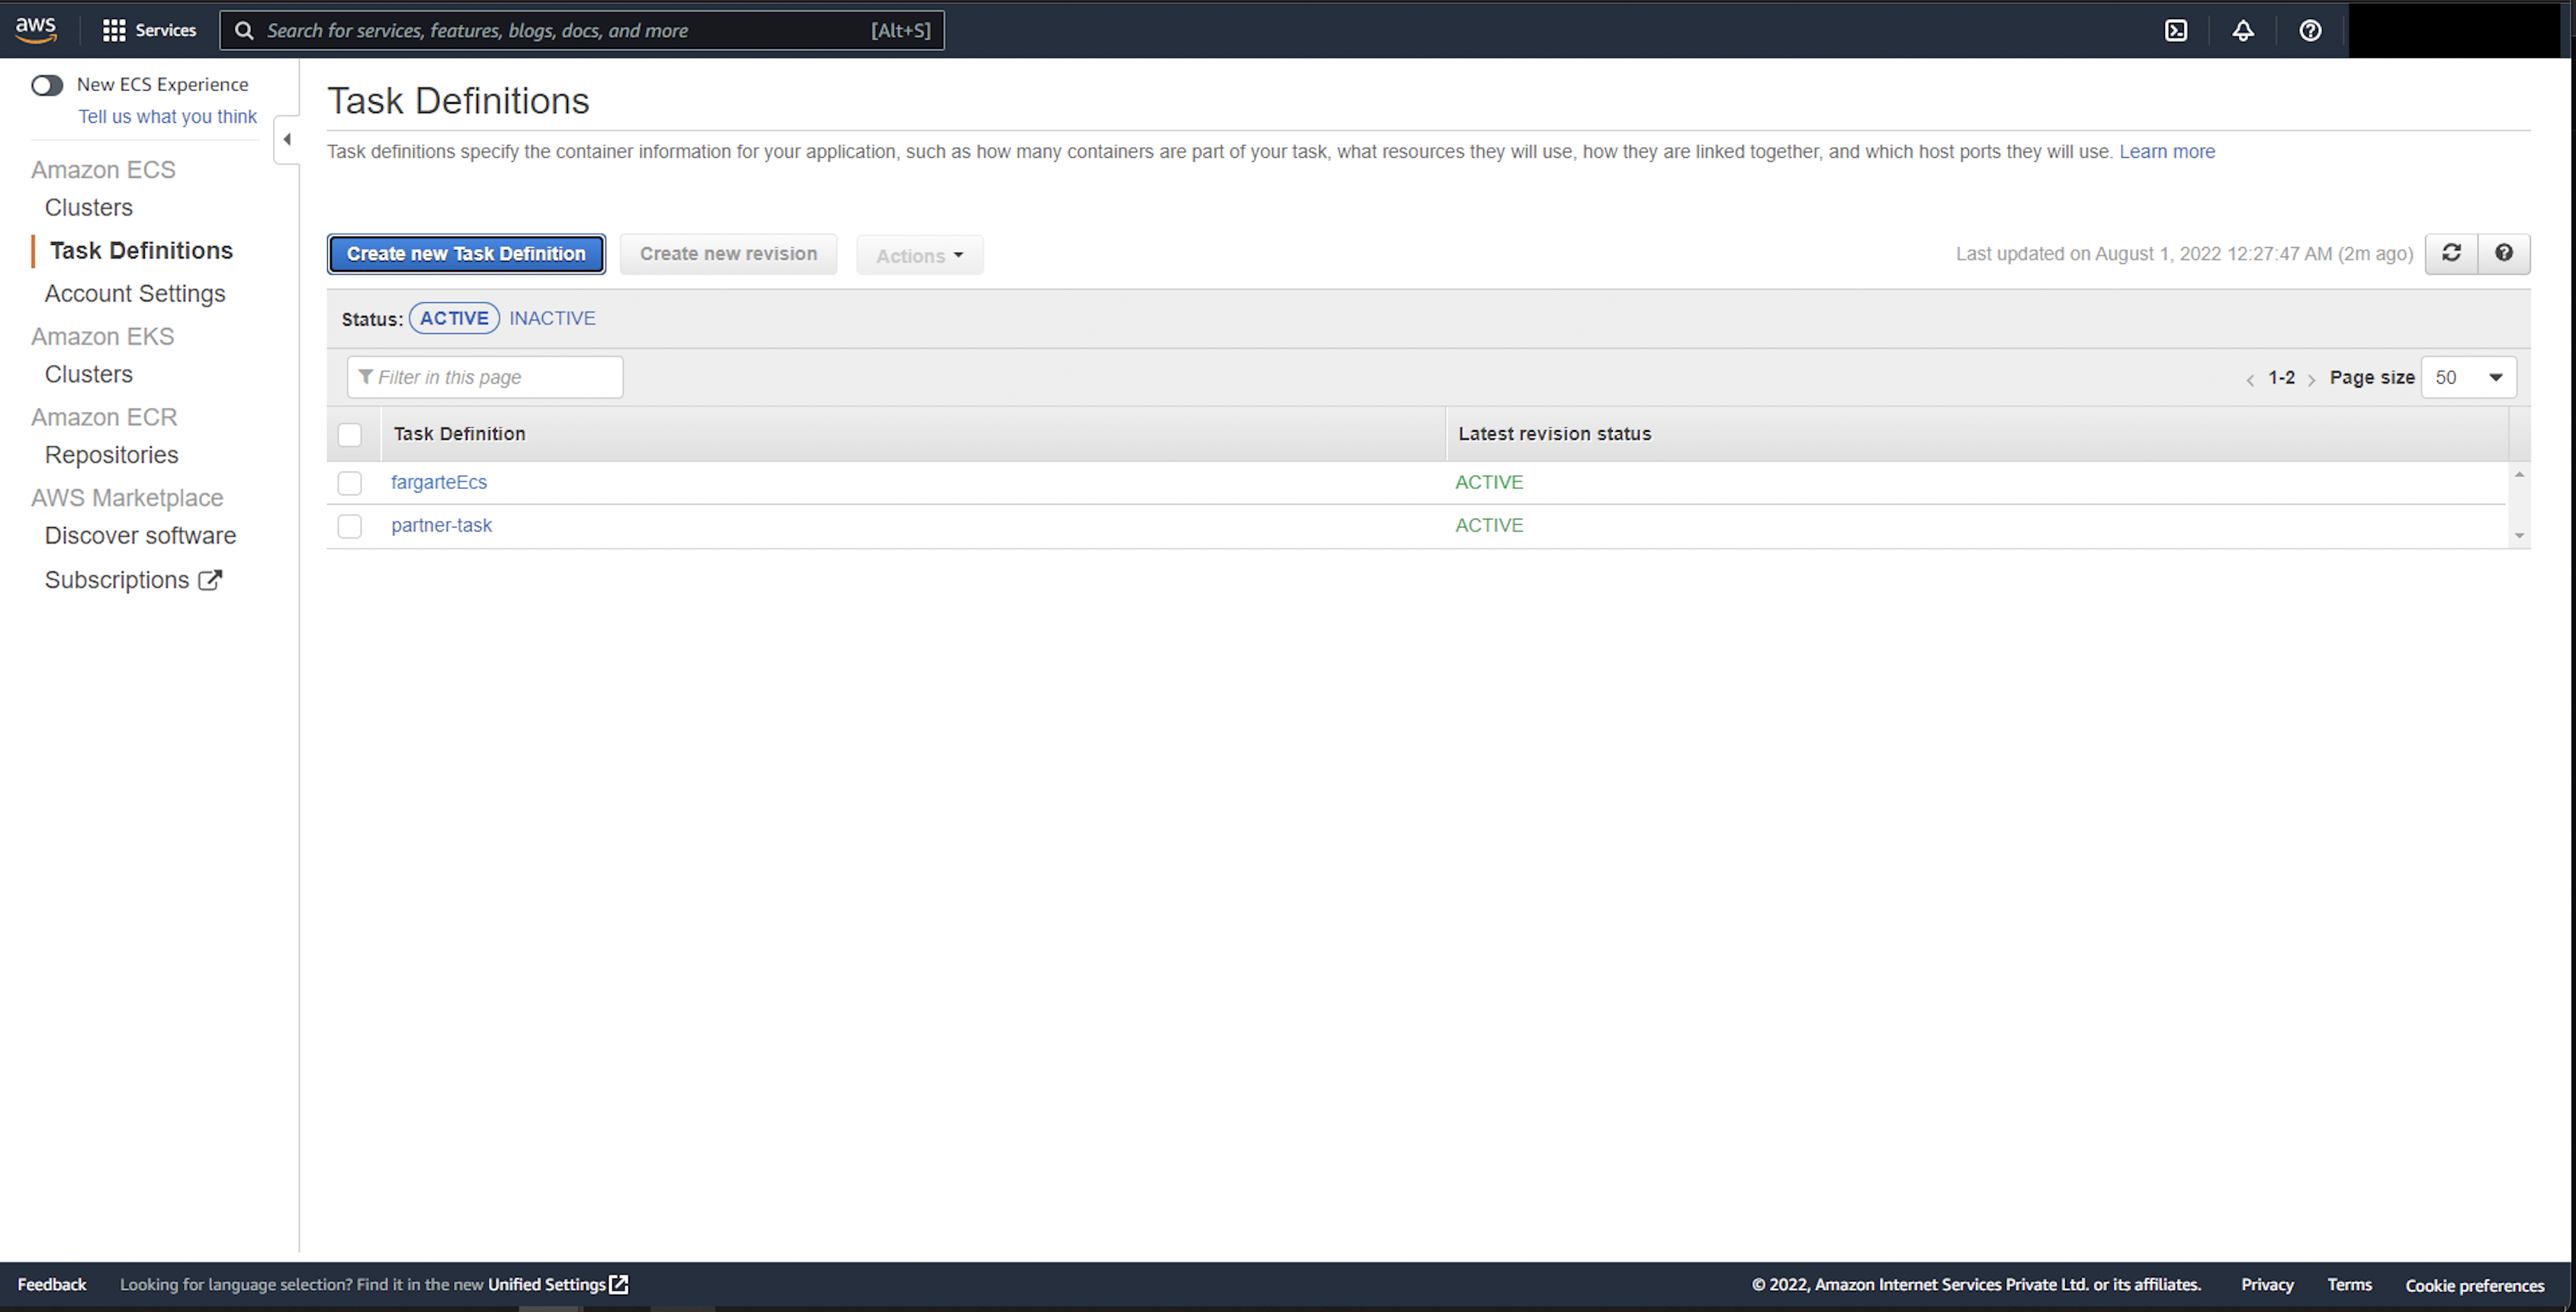 aws Services Search for services, features, blogs, docs, and more [Alt+S]
New ECS Experience
Tell us what you think
Amazon ECS
Clusters
Task Definitions
Account Settings
Amazon EKS
Clusters
Amazon ECR
Repositories
AWS Marketplace
Discover software
Subscriptions
Task Definitions
Task definitions specify the container information for your application, such as how many containers are part of your task, what resources they will use, how they are linked together, and which host ports they will use. Learn more
Create new Task Definition Create new revision Actions Last updated on August 1, 2022 12:27:47 AM (2m ago)
Status: ACTIVE INACTIVE
Filter in this page 1-2 Page size 50
Task Definition Latest revision status
fargarteEcs ACTIVE
partner-task ACTIVE
Feedback Looking for language selection? Find it in the new Unified Settings © 2022, Amazon Internet Services Private Ltd. or its affiliates. Privacy Terms Cookie preferences